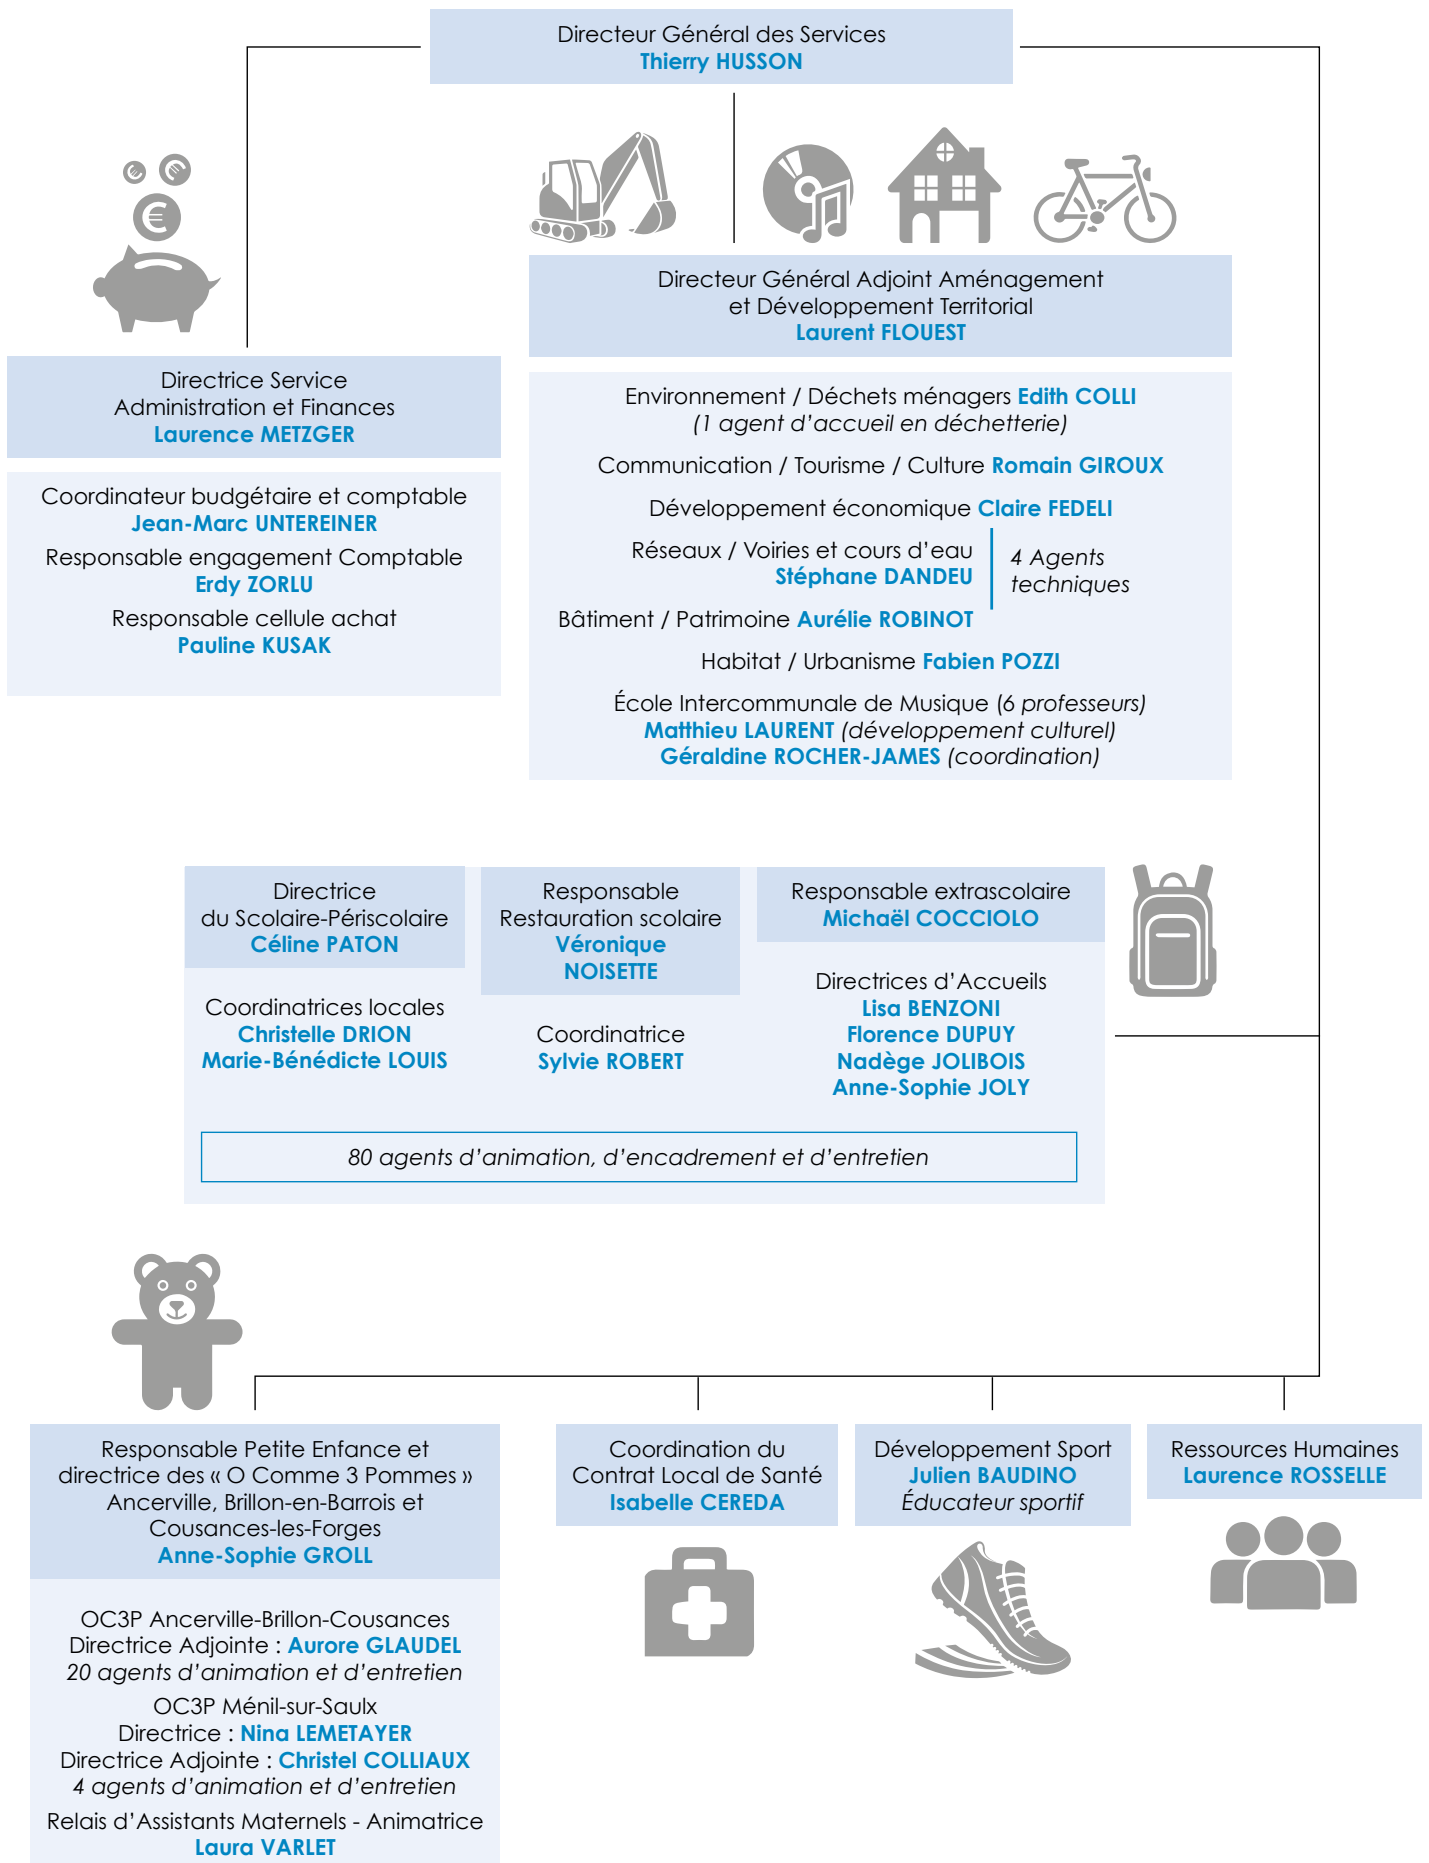 Directeur Général des Services
Thierry HUSSON
Directeur Général Adjoint Aménagement
et Développement Territorial
Laurent FLOUEST
Directrice Service
Administration et Finances
Laurence METZGER
Coordinateur budgétaire et comptable
Jean-Marc UNTEREINER
Responsable engagement Comptable
Erdy ZORLU
Responsable cellule achat
Pauline KUSAK
Environnement / Déchets ménagers Edith COLLI
(1 agent d’accueil en déchetterie)
Communication / Tourisme / Culture Romain GIROUX
Développement économique Claire FEDELI
Réseaux / Voiries et cours d’eau
Stéphane DANDEU
4 Agents
techniques
Bâtiment / Patrimoine Aurélie ROBINOT
Habitat / Urbanisme Fabien POZZI
École Intercommunale de Musique (6 professeurs)
Matthieu LAURENT (développement culturel)
Géraldine ROCHER-JAMES (coordination)
Directrice
du Scolaire-Périscolaire
Céline PATON
Coordinatrices locales
Christelle DRION
Marie-Bénédicte LOUIS
Responsable
Restauration scolaire
Véronique
NOISETTE
Coordinatrice
Sylvie ROBERT
Responsable extrascolaire
Michaël COCCIOLO
Directrices d’Accueils
Lisa BENZONI
Florence DUPUY
Nadège JOLIBOIS
Anne-Sophie JOLY
80 agents d’animation, d’encadrement et d’entretien
Responsable Petite Enfance et
directrice des « O Comme 3 Pommes »
Ancerville, Brillon-en-Barrois et
Cousances-les-Forges
Anne-Sophie GROLL
OC3P Ancerville-Brillon-Cousances
Directrice Adjointe : Aurore GLAUDEL
20 agents d’animation et d’entretien
OC3P Ménil-sur-Saulx
Directrice : Nina LEMETAYER
Directrice Adjointe : Christel COLLIAUX
4 agents d’animation et d’entretien
Relais d’Assistants Maternels - Animatrice
Laura VARLET
Coordination du
Contrat Local de Santé
Isabelle CEREDA
Développement Sport
Julien BAUDINO
Éducateur sportif
Ressources Humaines
Laurence ROSSELLE